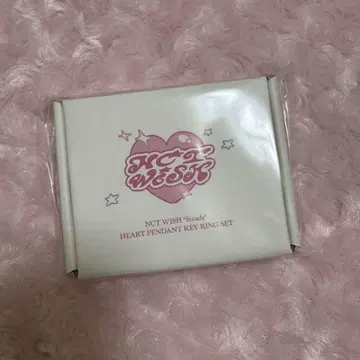 NCT
WISH
NCT WISH 'Steady'
HEART PENDANT KEY RING SET